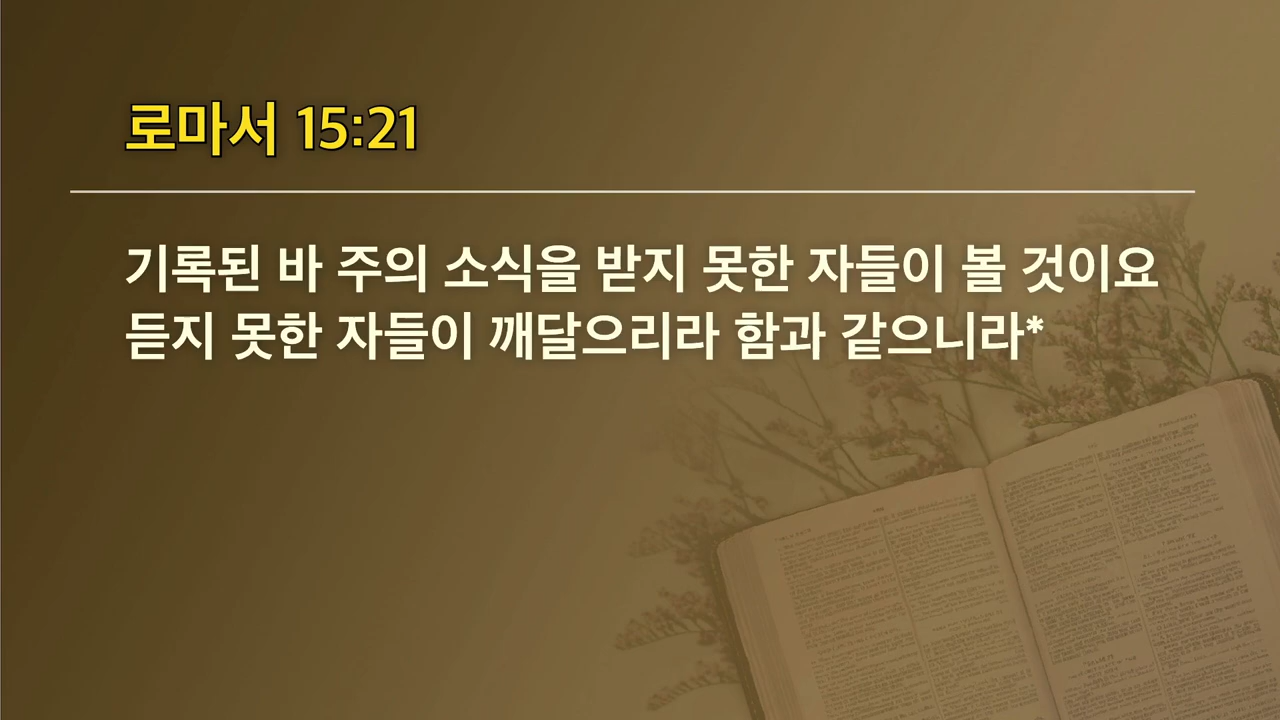 로마서 15:21
기록된 바 주의 소식을 받지 못한 자들이 볼 것이요
듣지 못한 자들이 깨달으리라 함과 같으니라*